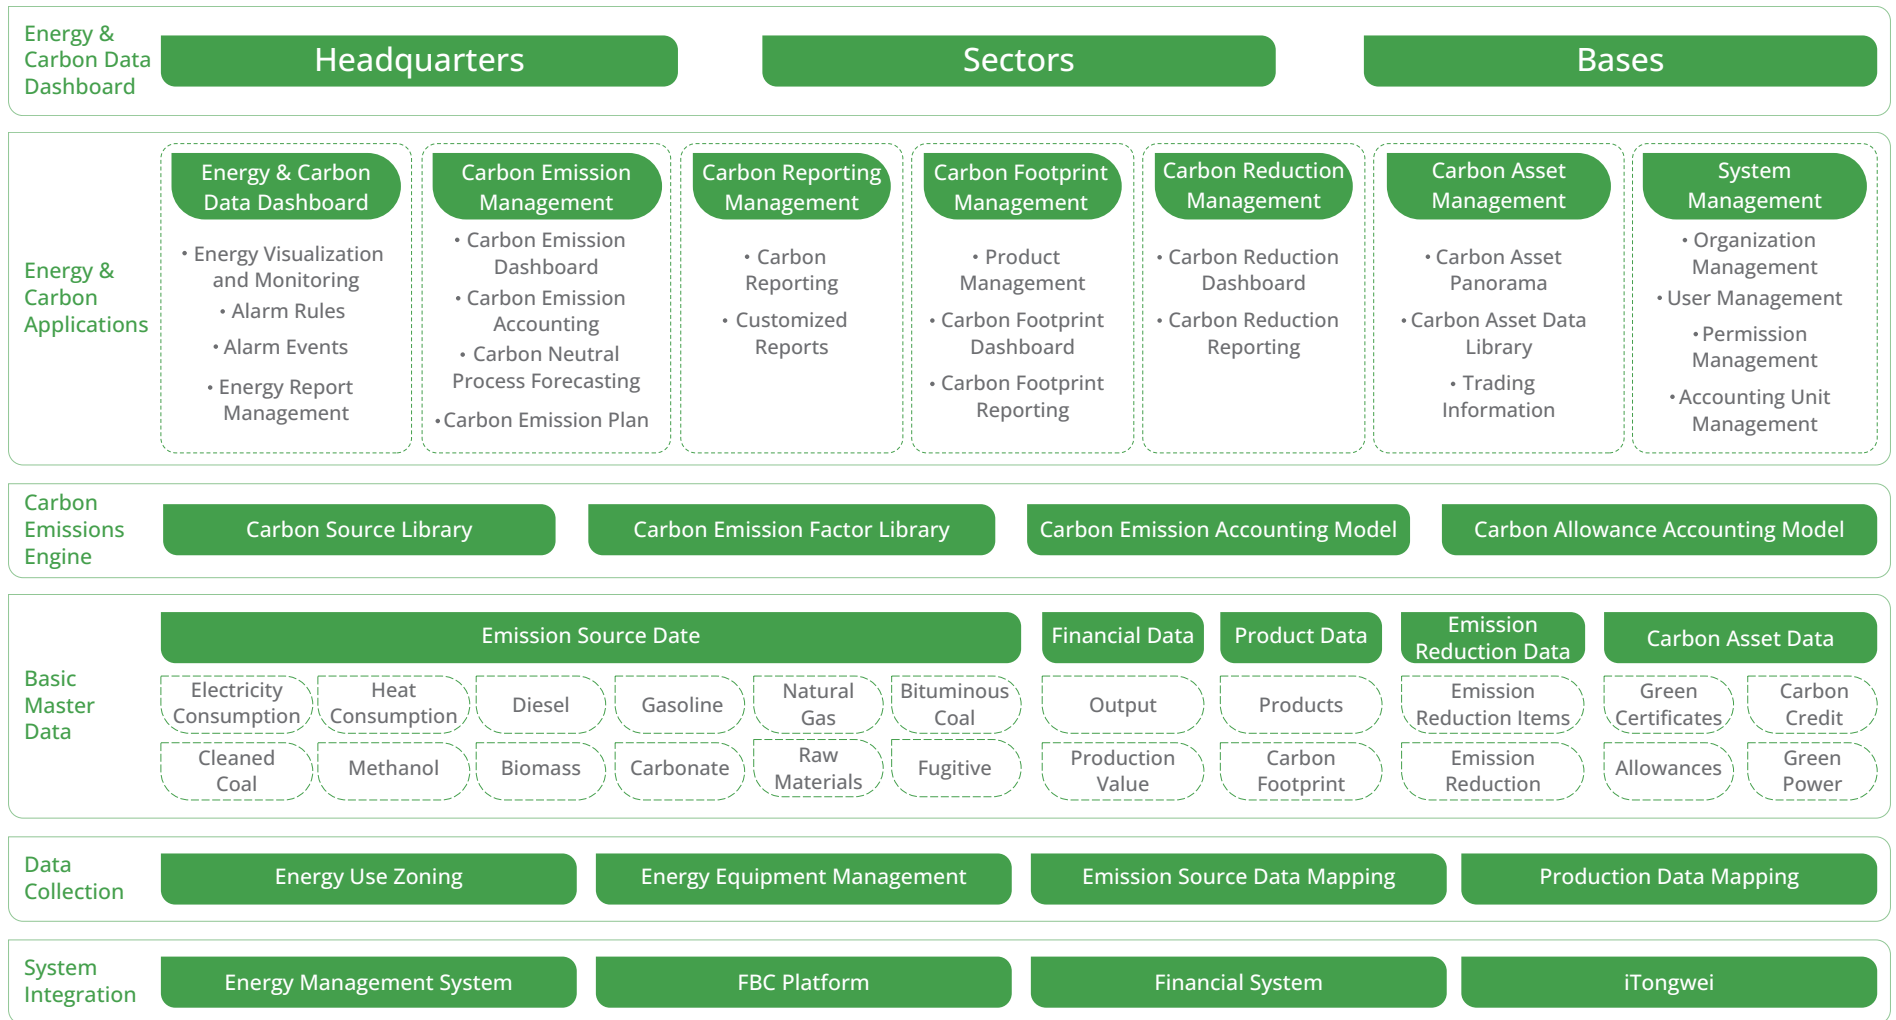 Energy &
Carbon Data
Dashboard
Headquarters
Sectors
Bases
Energy &
Carbon
Applications
Energy & Carbon
Data Dashboard
• Energy Visualization
and Monitoring
• Alarm Rules
• Alarm Events
• Energy Report
Management
Carbon Emission
Management
• Carbon Emission
Dashboard
• Carbon Emission
Accounting
• Carbon Neutral
Process Forecasting
• Carbon Emission Plan
Carbon Reporting
Management
• Carbon
Reporting
• Customized
Reports
Carbon Footprint
Management
• Product
Management
• Carbon Footprint
Dashboard
• Carbon Footprint
Reporting
Carbon Reduction
Management
• Carbon Reduction
Dashboard
• Carbon Reduction
Reporting
Carbon Asset
Management
• Carbon Asset
Panorama
• Carbon Asset Data
Library
• Trading
Information
System
Management
• Organization
Management
• User Management
• Permission
Management
• Accounting Unit
Management
Carbon
Emissions
Engine
Carbon Source Library
Carbon Emission Factor Library
Carbon Emission Accounting Model
Carbon Allowance Accounting Model
Basic
Master
Data
Emission Source Date
Electricity
Consumption
Heat
Consumption
Diesel
Gasoline
Natural
Gas
Bituminous
Coal
Cleaned
Coal
Methanol
Biomass
Carbonate
Raw
Materials
Fugitive
Financial Data
Output
Production
Value
Product Data
Products
Carbon
Footprint
Emission
Reduction Data
Emission
Reduction Items
Emission
Reduction
Carbon Asset Data
Green
Certificates
Carbon
Credit
Allowances
Green
Power
Data
Collection
Energy Use Zoning
Energy Equipment Management
Emission Source Data Mapping
Production Data Mapping
System
Integration
Energy Management System
FBC Platform
Financial System
iTongwei